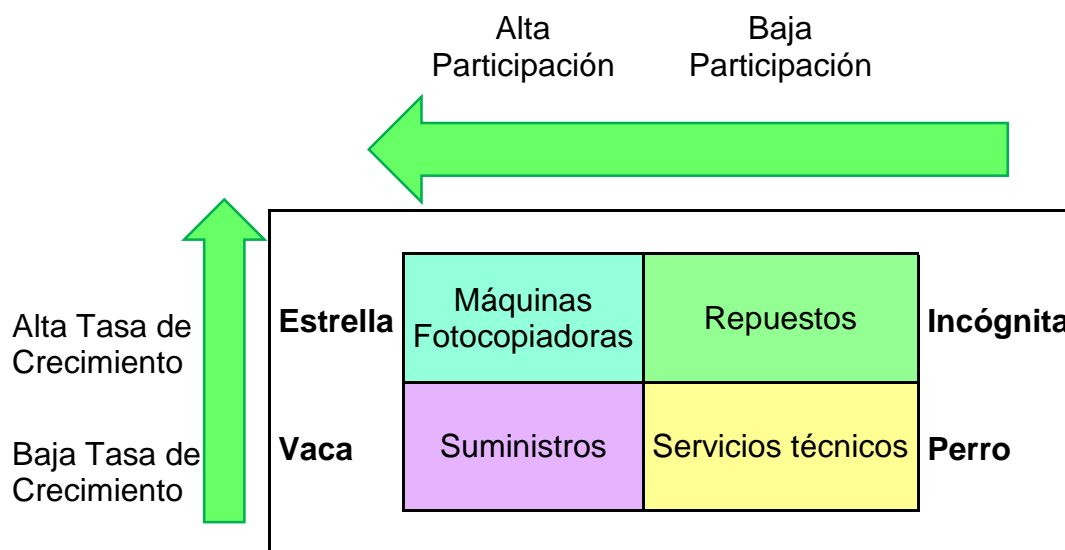 Alta
Participación
Baja
Participación
Alta Tasa de
Crecimiento
Estrella
Máquinas
Fotocopiadoras
Repuestos
Incógnita
Baja Tasa de
Crecimiento
Vaca
Suministros
Servicios técnicos
Perro